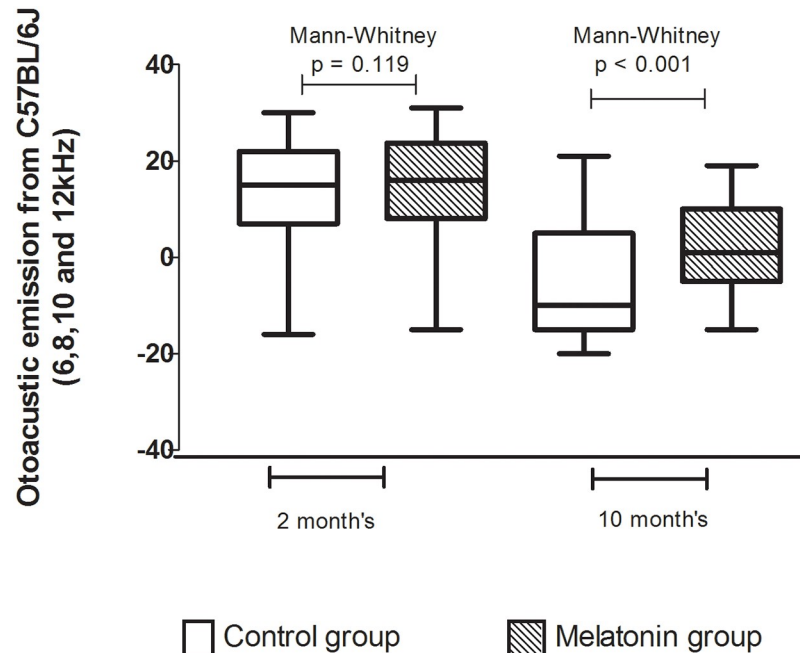 Otoacustic emission from C57BL/6J
(6,8,10 and 12kHz)
Mann-Whitney
p = 0.119
Mann-Whitney
p < 0.001
40
20
0
-20
-40
2 month's
10 month's
Control group
Melatonin group